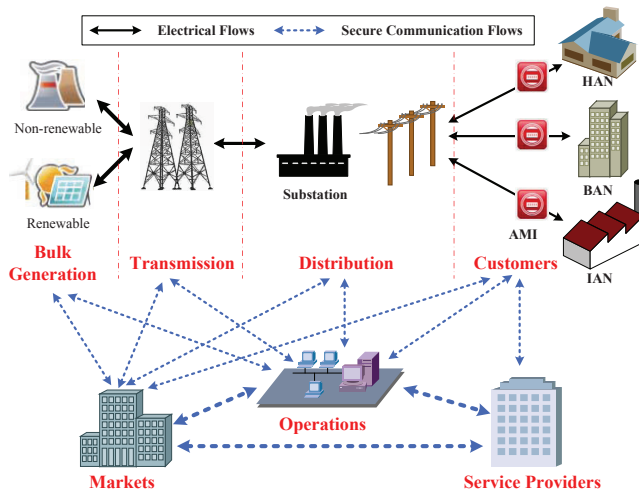 Electrical Flows
Secure Communication Flows
HAN
Non-renewable
Substation
BAN
Renewable
AMI
IAN
Bulk
Generation
Transmission
Distribution
Customers
Operations
Markets
Service Providers